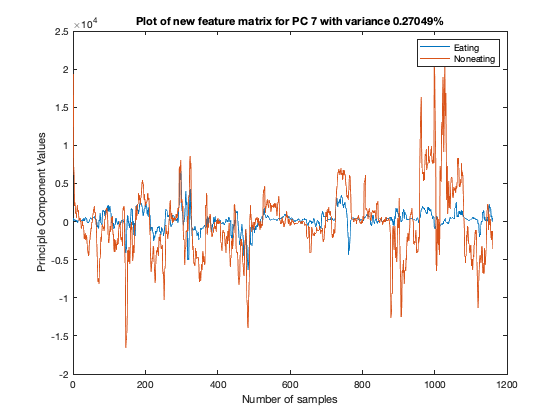 Plot of new feature matrix for PC 7 with variance 0.27049%
×10⁴
2.5
2
1.5
1
0.5
0
-0.5
-1
-1.5
-2
Principle Component Values
Eating
Noneating
0 200 400 600 800 1000 1200
Number of samples